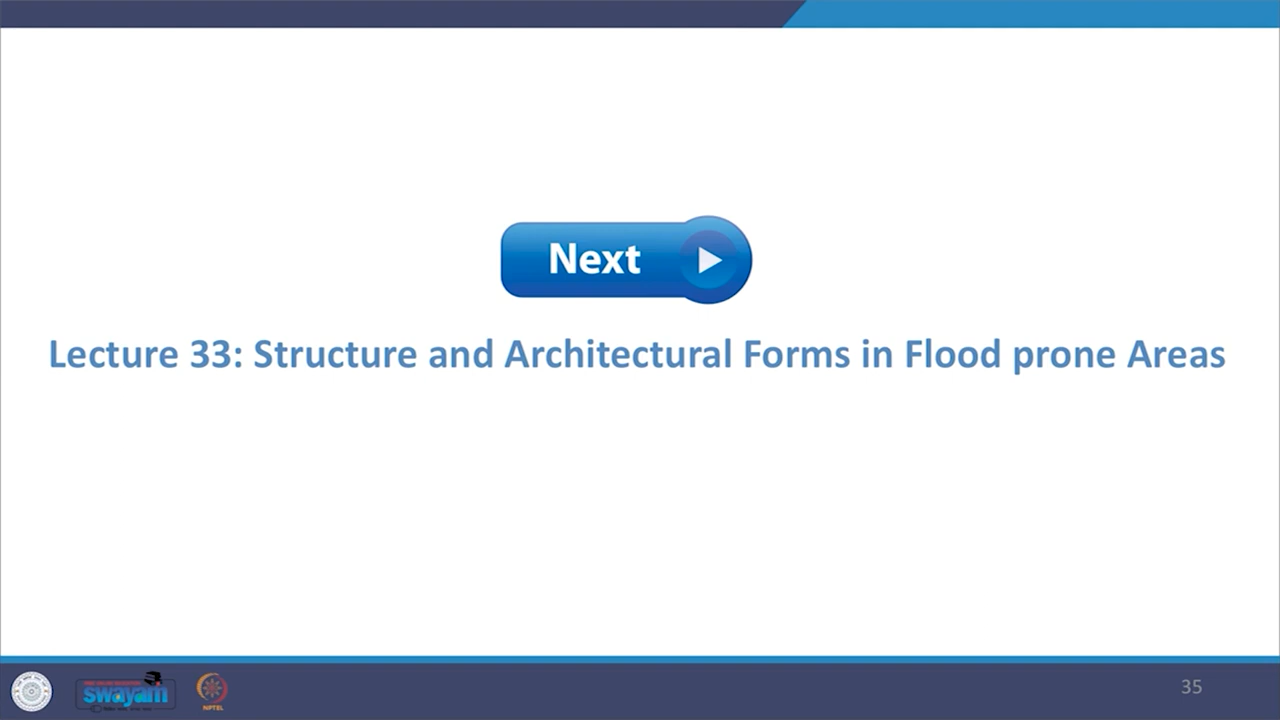 Next
Lecture 33: Structure and Architectural Forms in Flood prone Areas
swayam
NPTEL
35